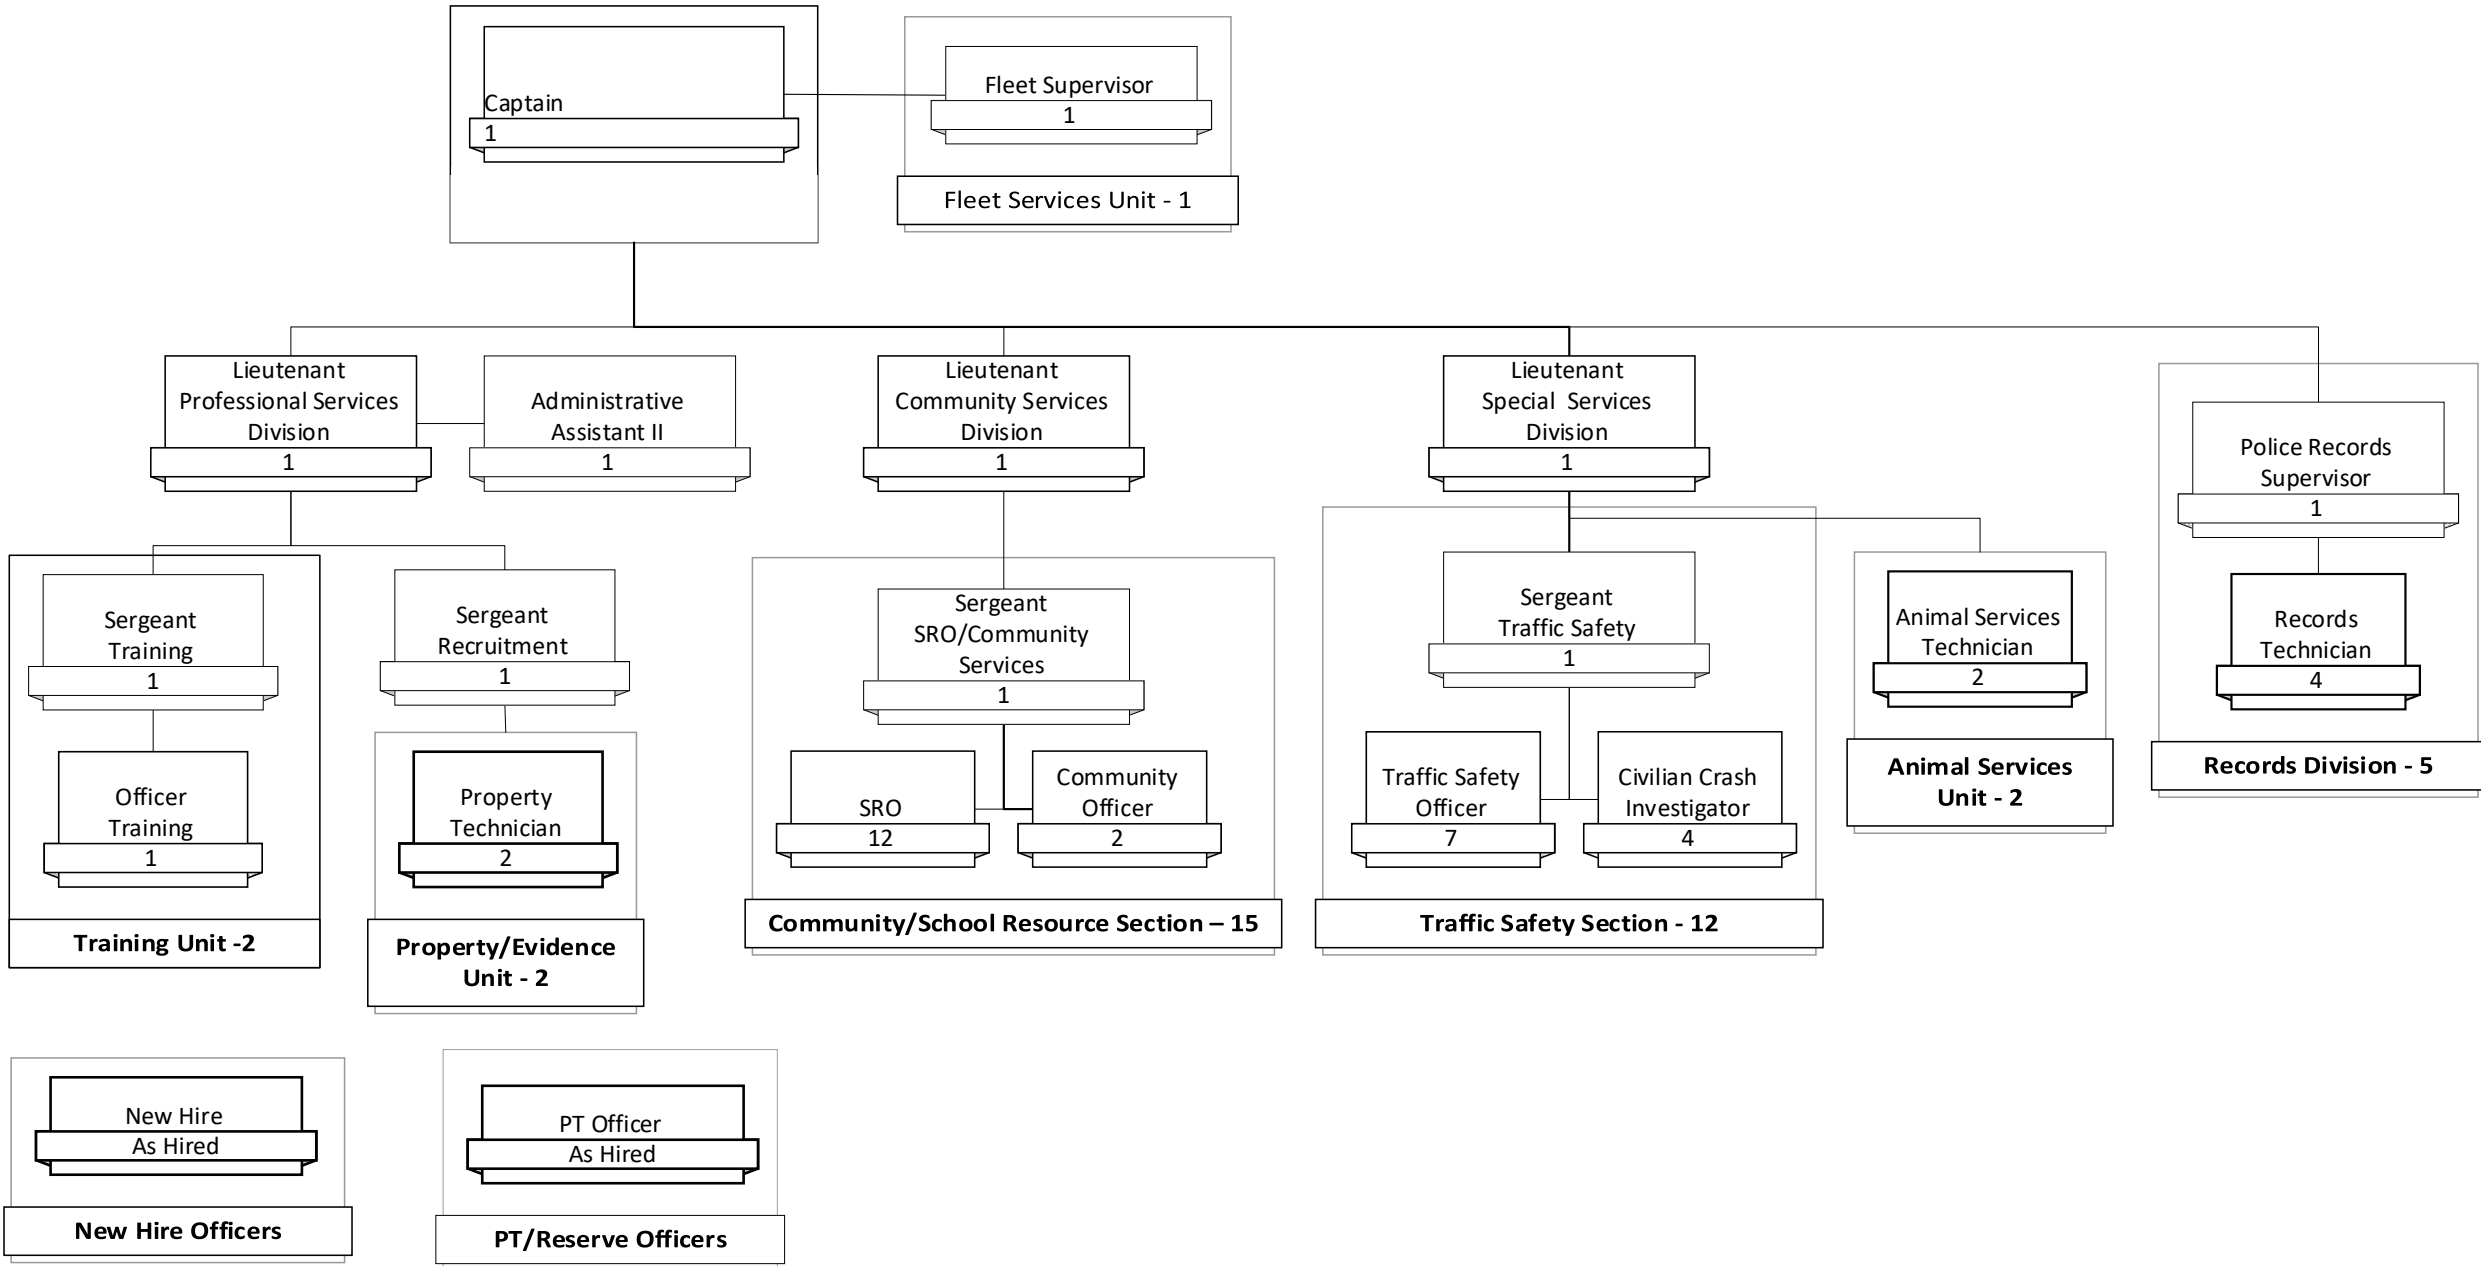 Captain
1
Fleet Supervisor
1
Fleet Services Unit - 1
Lieutenant
Professional Services
Division
1
Administrative
Assistant II
1
Lieutenant
Community Services
Division
1
Lieutenant
Special  Services
Division
1
Police Records
Supervisor
1
Records
Technician
4
Records Division - 5
Sergeant
Training
1
Officer
Training
1
Training Unit -2
Sergeant
Recruitment
1
Property
Technician
2
Property/Evidence
Unit - 2
Sergeant
SRO/Community
Services
1
SRO
12
Community
Officer
2
Community/School Resource Section – 15
Sergeant
Traffic Safety
1
Traffic Safety
Officer
7
Civilian Crash
Investigator
4
Traffic Safety Section - 12
Animal Services
Technician
2
Animal Services
Unit - 2
New Hire
As Hired
New Hire Officers
PT Officer
As Hired
PT/Reserve Officers